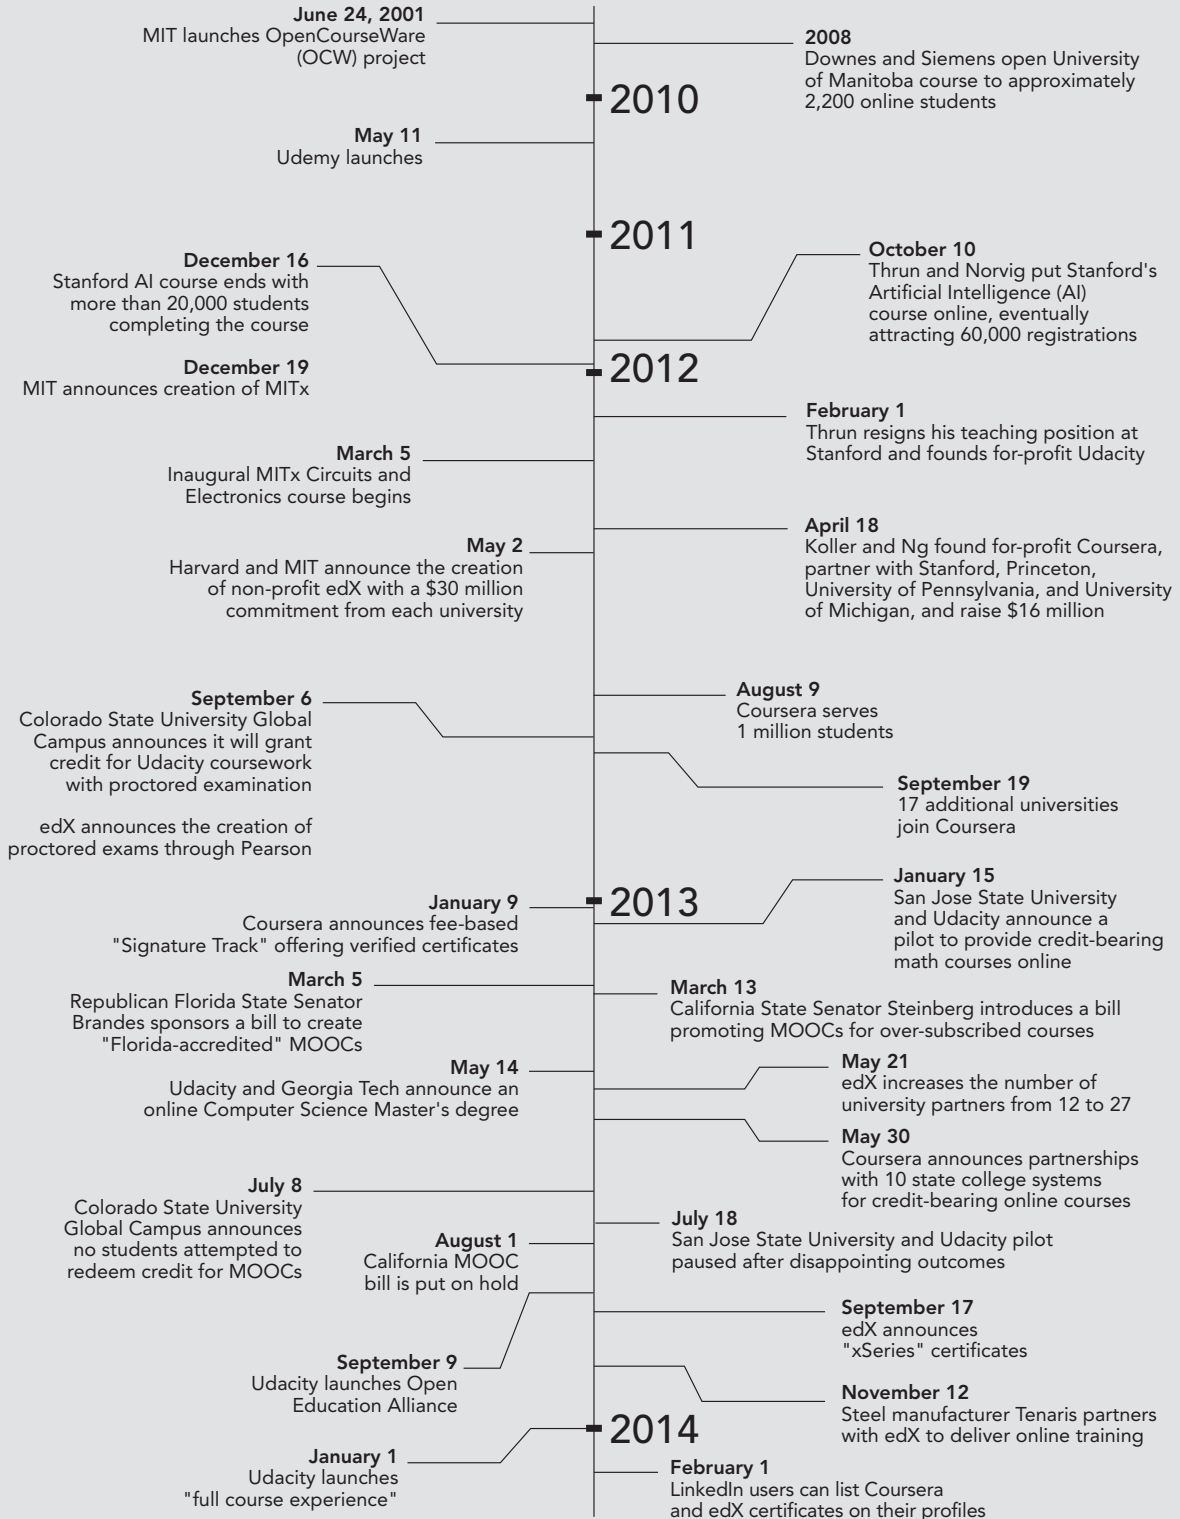 June 24, 2001
MIT launches OpenCourseWare
(OCW) project
2008
Downes and Siemens open University
of Manitoba course to approximately
2,200 online students
2010
May 11
Udemy launches
2011
October 10
Thrun and Norvig put Stanford's
Artificial Intelligence (AI)
course online, eventually
attracting 60,000 registrations
December 16
Stanford AI course ends with
more than 20,000 students
completing the course
December 19
MIT announces creation of MITx
2012
February 1
Thrun resigns his teaching position at
Stanford and founds for-profit Udacity
March 5
Inaugural MITx Circuits and
Electronics course begins
April 18
Koller and Ng found for-profit Coursera,
partner with Stanford, Princeton,
University of Pennsylvania, and University
of Michigan, and raise $16 million
May 2
Harvard and MIT announce the creation
of non-profit edX with a $30 million
commitment from each university
August 9
Coursera serves
1 million students
September 6
Colorado State University Global
Campus announces it will grant
credit for Udacity coursework
with proctored examination
edX announces the creation of
proctored exams through Pearson
September 19
17 additional universities
join Coursera
2013
January 9
Coursera announces fee-based
"Signature Track" offering verified certificates
January 15
San Jose State University
and Udacity announce a
pilot to provide credit-bearing
math courses online
March 5
Republican Florida State Senator
Brandes sponsors a bill to create
"Florida-accredited" MOOCs
March 13
California State Senator Steinberg introduces a bill
promoting MOOCs for over-subscribed courses
May 14
Udacity and Georgia Tech announce an
online Computer Science Master's degree
May 21
edX increases the number of
university partners from 12 to 27
May 30
Coursera announces partnerships
with 10 state college systems
for credit-bearing online courses
July 8
Colorado State University
Global Campus announces
no students attempted to
redeem credit for MOOCs
July 18
San Jose State University and Udacity pilot
paused after disappointing outcomes
August 1
California MOOC
bill is put on hold
September 9
Udacity launches Open
Education Alliance
September 17
edX announces
"xSeries" certificates
November 12
Steel manufacturer Tenaris partners
with edX to deliver online training
2014
January 1
Udacity launches
"full course experience"
February 1
LinkedIn users can list Coursera
and edX certificates on their profiles